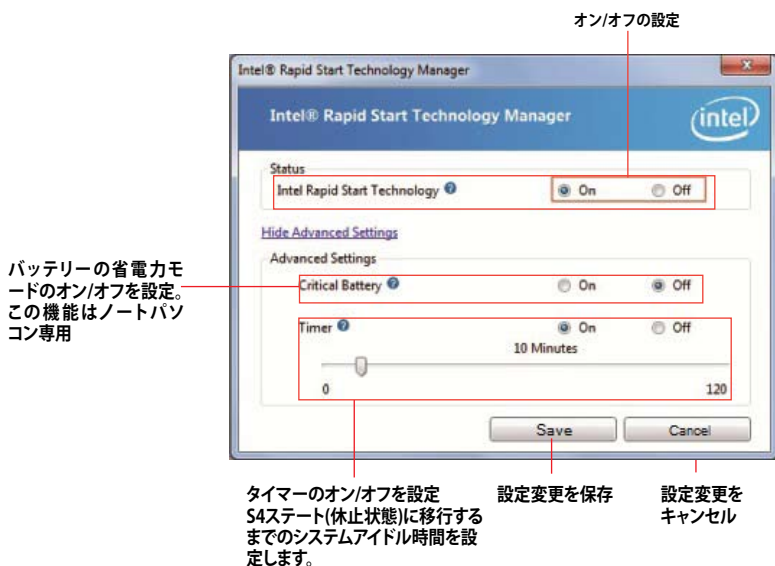 オン/オフの設定
Intel® Rapid Start Technology Manager
Intel® Rapid Start Technology Manager
intel
Status
Intel Rapid Start Technology ?
On
Off
Hide Advanced Settings
Advanced Settings
Critical Battery ?
On
Off
バッテリーの省電力モ
ードのオン/オフを設定。
この機能はノートパソ
コン専用
Timer ?
On
Off
10 Minutes
0
120
Save
Cancel
タイマーのオン/オフを設定
S4ステート(休止状態)に移行する
までのシステムアイドル時間を設
定します。
設定変更を保存
設定変更を
キャンセル